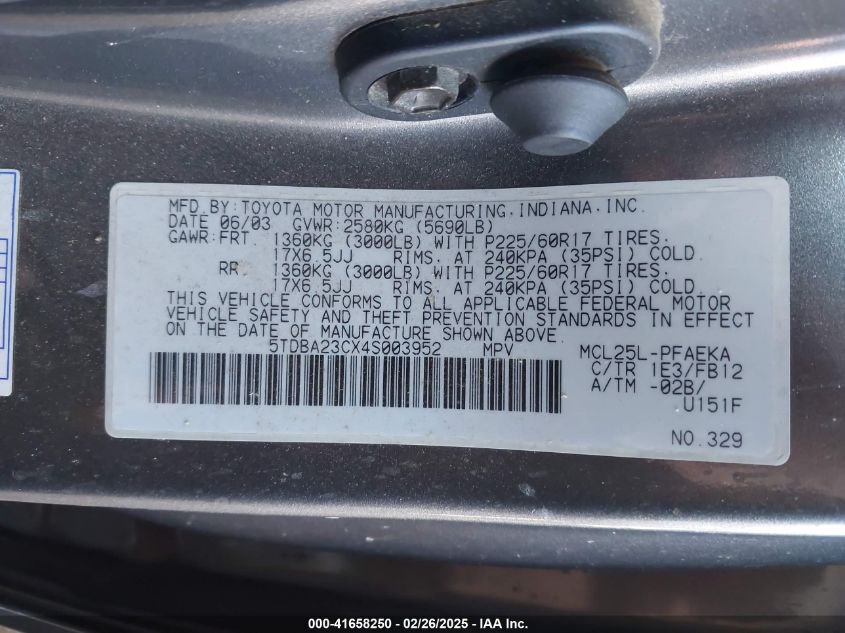 MFD. BY: TOYOTA MOTOR MANUFACTURING, INDIANA, INC.
DATE 06/03 GVWR: 2580KG (5690LB)
GAWR: FRT 1360KG (3000LB) WITH P225/60R17 TIRES.
17X6.5JJ RIMS. AT 240KPA (35PSI) COLD.
RR 1360KG (3000LB) WITH P225/60R17 TIRES.
17X6.5JJ RIMS. AT 240KPA (35PSI) COLD.
THIS VEHICLE CONFORMS TO ALL APPLICABLE FEDERAL MOTOR
VEHICLE SAFETY AND THEFT PREVENTION STANDARDS IN EFFECT
ON THE DATE OF MANUFACTURE SHOWN ABOVE.
5TDBA23CX4S003952 MPV MCL25L-PFAEKA
C/TR 1E3/FB12
A/TM -02B/
U151F
NO. 329
000-41658250 - 02/26/2025 - IAA Inc.